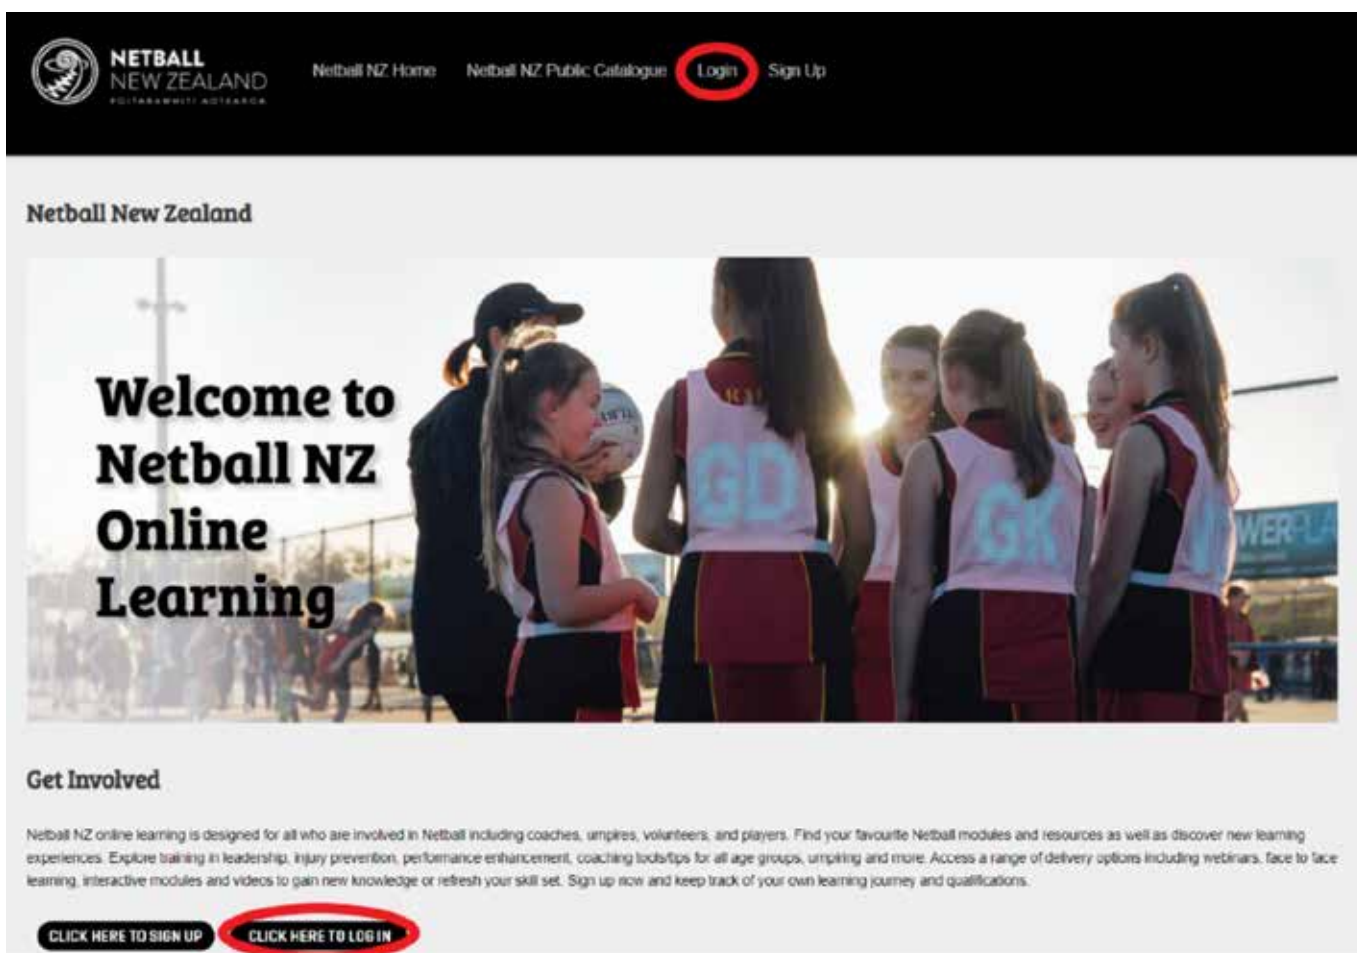 NETBALL
NEW ZEALAND
POITARAWHITI AOTEAROA
Netball NZ Home
Netball NZ Public Catalogue
Login
Sign Up
Netball New Zealand
Welcome to
Netball NZ
Online
Learning
GD
GK
Get Involved
Netball NZ online learning is designed for all who are involved in Netball including coaches, umpires, volunteers, and players. Find your favourite Netball modules and resources as well as discover new learning
experiences. Explore training in leadership, injury prevention, performance enhancement, coaching tools/tips for all age groups, umpiring and more. Access a range of delivery options including webinars, face to face
learning, interactive modules and videos to gain new knowledge or refresh your skill set. Sign up now and keep track of your own learning journey and qualifications.
CLICK HERE TO SIGN UP
CLICK HERE TO LOG IN